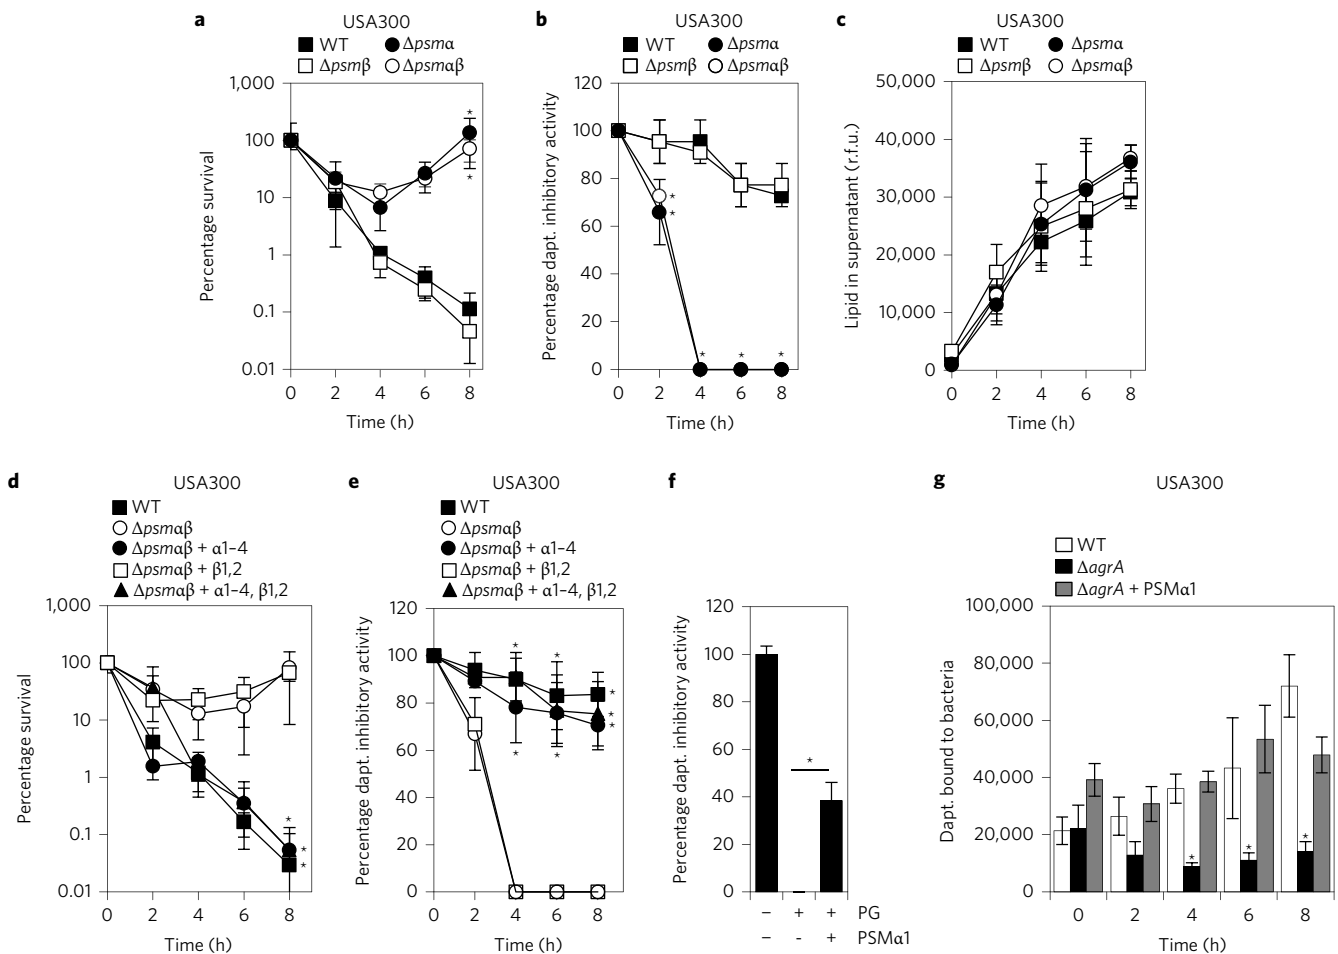 a
USA300
WT
Δpsmα
Δpsmβ
Δpsmαβ
1,000
100
10
1
0.1
0.01
Percentage survival
*
*
0 2 4 6 8
Time (h)
b
USA300
WT
Δpsmα
Δpsmβ
Δpsmαβ
120
100
80
60
40
20
0
Percentage dapt. inhibitory activity
*
*
* * *
0 2 4 6 8
Time (h)
c
USA300
WT
Δpsmα
Δpsmβ
Δpsmαβ
50,000
40,000
30,000
20,000
10,000
0
Lipid in supernatant (r.f.u.)
0 2 4 6 8
Time (h)
d
USA300
WT
Δpsmαβ
Δpsmαβ + α1–4
Δpsmαβ + β1,2
Δpsmαβ + α1–4, β1,2
1,000
100
10
1
0.1
0.01
Percentage survival
*
*
*
0 2 4 6 8
Time (h)
e
USA300
WT
Δpsmαβ
Δpsmαβ + α1–4
Δpsmαβ + β1,2
Δpsmαβ + α1–4, β1,2
120
100
80
60
40
20
0
Percentage dapt. inhibitory activity
* *
*
*
*
* *
0 2 4 6 8
Time (h)
f
120
100
80
60
40
20
0
Percentage dapt. inhibitory activity
*
– + + PG
– - + PSMα1
g
USA300
WT
ΔagrA
ΔagrA + PSMα1
100,000
80,000
60,000
40,000
20,000
0
Dapt. bound to bacteria
* * *
0 2 4 6 8
Time (h)